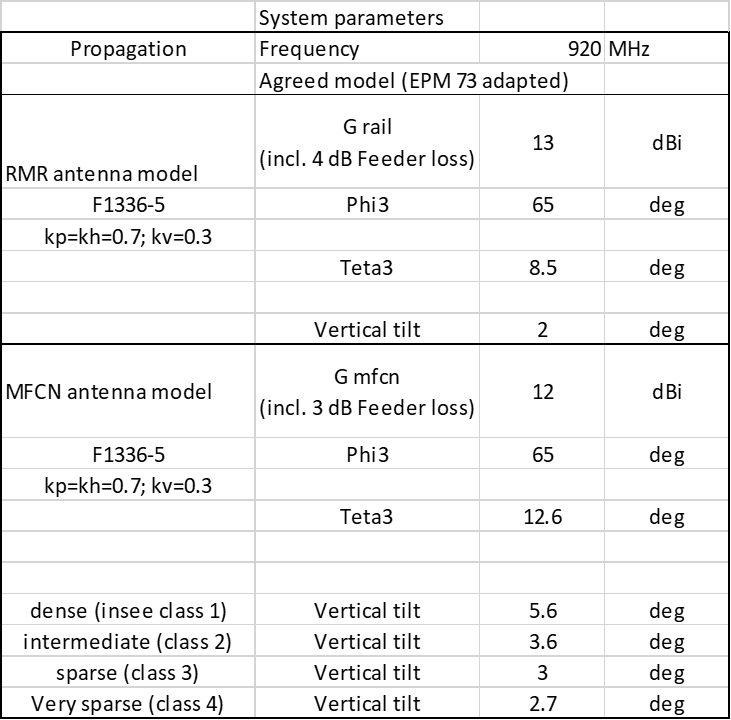 System parameters
Propagation Frequency 920 MHz
Agreed model (EPM 73 adapted)
G rail
(incl. 4 dB Feeder loss) 13 dBi
RMR antenna model
F1336-5 Phi3 65 deg
kp=kh=0.7; kv=0.3
Teta3 8.5 deg
Vertical tilt 2 deg
MFCN antenna model G mfcn
(incl. 3 dB Feeder loss) 12 dBi
F1336-5 Phi3 65 deg
kp=kh=0.7; kv=0.3
Teta3 12.6 deg
dense (insee class 1) Vertical tilt 5.6 deg
intermediate (class 2) Vertical tilt 3.6 deg
sparse (class 3) Vertical tilt 3 deg
Very sparse (class 4) Vertical tilt 2.7 deg